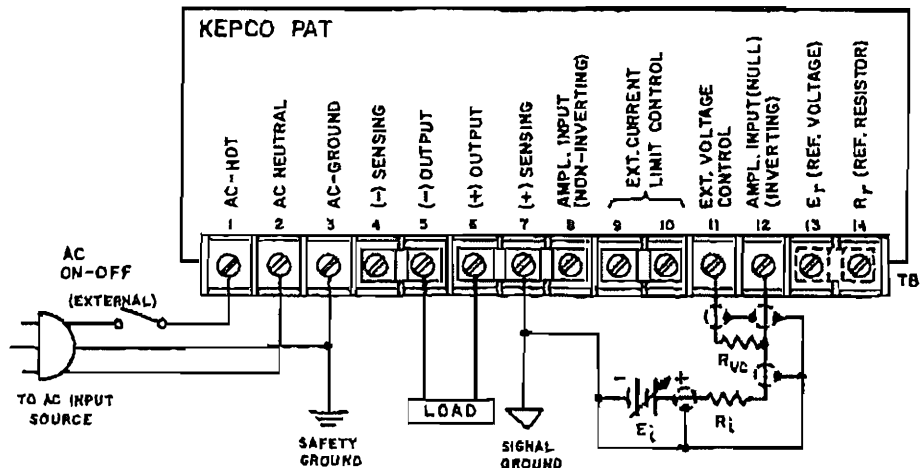 KEPCO PAT
AC-HOT
AC NEUTRAL
AC-GROUND
(-) SENSING
(-) OUTPUT
(+) OUTPUT
(+) SENSING
AMPL. INPUT
(NON-INVERTING)
EXT. CURRENT
LIMIT CONTROL
EXT. VOLTAGE
CONTROL
AMPL. INPUT (NULL)
(INVERTING)
Er (REF. VOLTAGE)
Rr (REF. RESISTOR)
1 2 3 4 5 6 7 8 9 10 11 12 13 14
TB
AC
ON-OFF
(EXTERNAL)
TO AC INPUT
SOURCE
SAFETY
GROUND
LOAD
SIGNAL
GROUND
RVC
- +
Ei
Ri